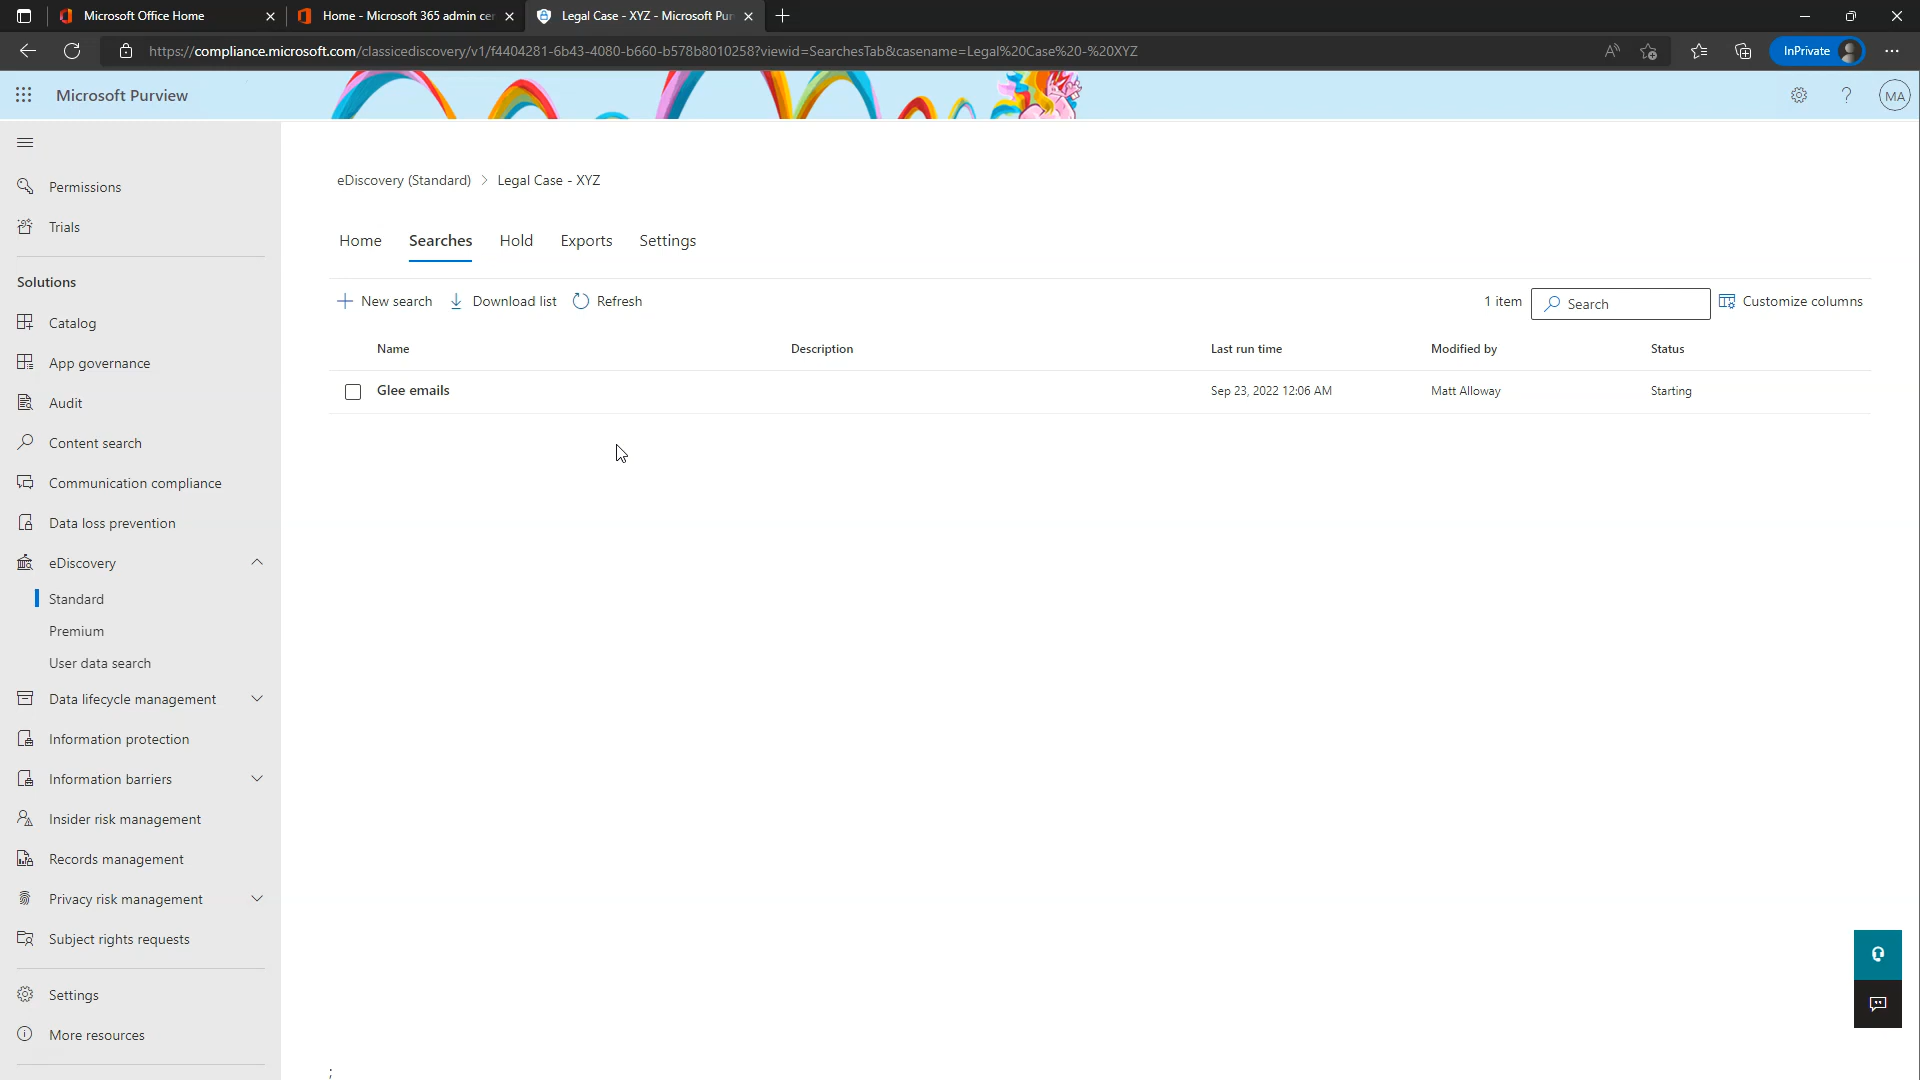 Microsoft Office Home
Home - Microsoft 365 admin cer
Legal Case - XYZ - Microsoft Pur
https://compliance.microsoft.com/classicediscovery/v1/f4404281-6b43-4080-b660-b578b8010258?viewid=SearchesTab&casename=Legal%20Case%20-%20XYZ
InPrivate
Microsoft Purview
MA
Permissions
Trials
Solutions
Catalog
App governance
Audit
Content search
Communication compliance
Data loss prevention
eDiscovery
Standard
Premium
User data search
Data lifecycle management
Information protection
Information barriers
Insider risk management
Records management
Privacy risk management
Subject rights requests
Settings
More resources
eDiscovery (Standard) > Legal Case - XYZ
Home Searches Hold Exports Settings
New search Download list Refresh 1 item Search Customize columns
Name Description Last run time Modified by Status
Glee emails Sep 23, 2022 12:06 AM Matt Alloway Starting
;